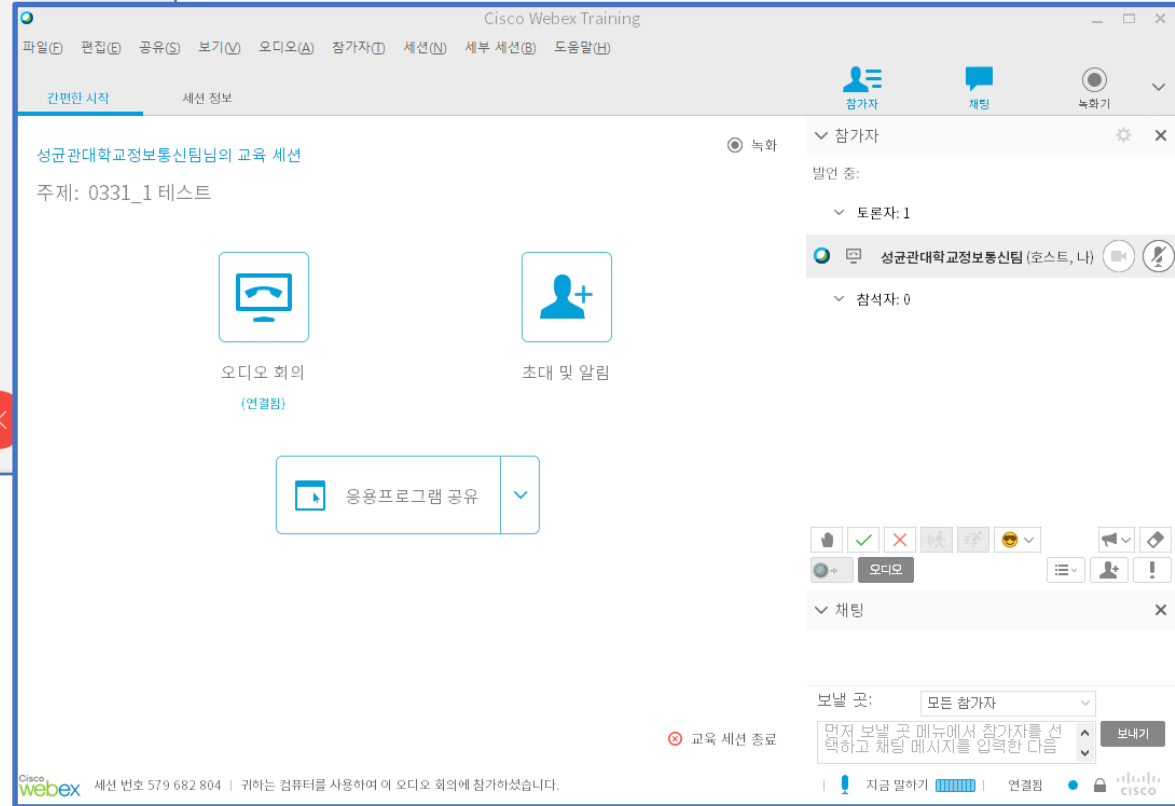 Cisco Webex Training
파일(F) 편집(E) 공유(S) 보기(V) 오디오(A) 참가자(T) 세션(N) 세부 세션(B) 도움말(H)
간편한 시작 세션 정보
참가자 채팅 녹화기
성균관대학교정보통신팀님의 교육 세션
녹화
주제: 0331_1 테스트
오디오 회의
(연결됨)
초대 및 알림
응용프로그램 공유
교육 세션 종료
참가자
발언 중:
토론자: 1
성균관대학교정보통신팀 (호스트, 나)
참석자: 0
오디오
채팅
보낼 곳: 모든 참가자
먼저 보낼 곳 메뉴에서 참가자를 선
택하고 채팅 메시지를 입력한 다음
보내기
Cisco webex 세션 번호 579 682 804 | 귀하는 컴퓨터를 사용하여 이 오디오 회의에 참가하셨습니다.
지금 말하기 | 연결됨
cisco